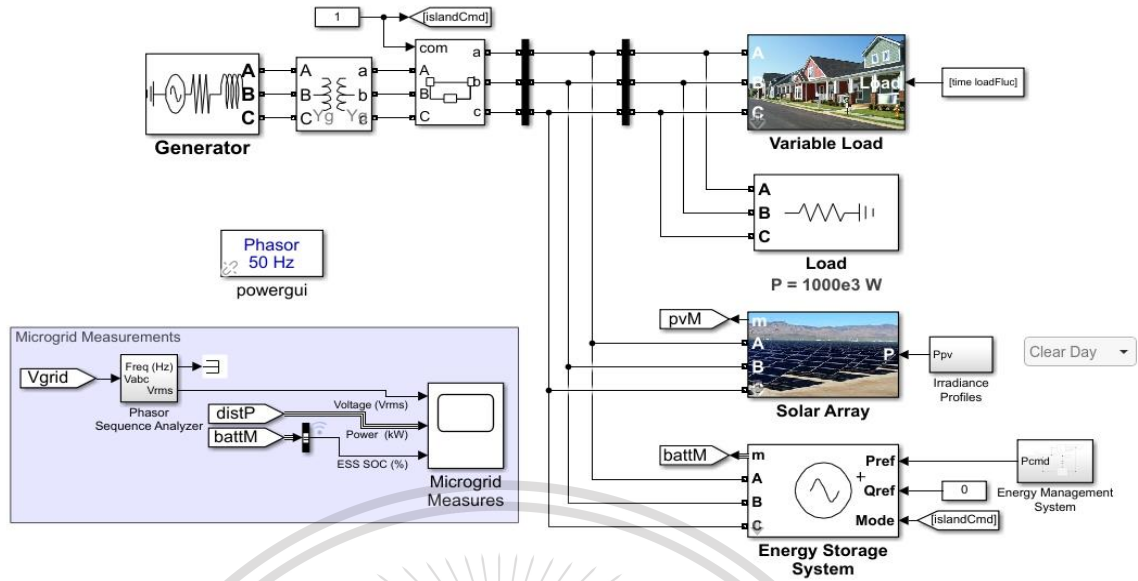 1
[islandCmd]
com
A
B
C
A
B
C
Yg
Yg
a
b
c
A
B
C
a
b
c
Generator
A
B
C
Load
Variable Load
[time loadFluc]
A
B
C
Load
P = 1000e3 W
Phasor
50 Hz
powergui
Microgrid Measurements
Vgrid
Freq (Hz)
Vabc
Vrms
Phasor
Sequence Analyzer
distP
battM
Voltage (Vrms)
Power (kW)
ESS SOC (%)
Microgrid
Measures
pvM
m
A
B
C
P
Solar Array
Ppv
Irradiance
Profiles
Clear Day
battM
m
A
B
C
Pref
Qref
Mode
+
Energy Storage
System
Pcmd
Energy Management
System
0
[islandCmd]